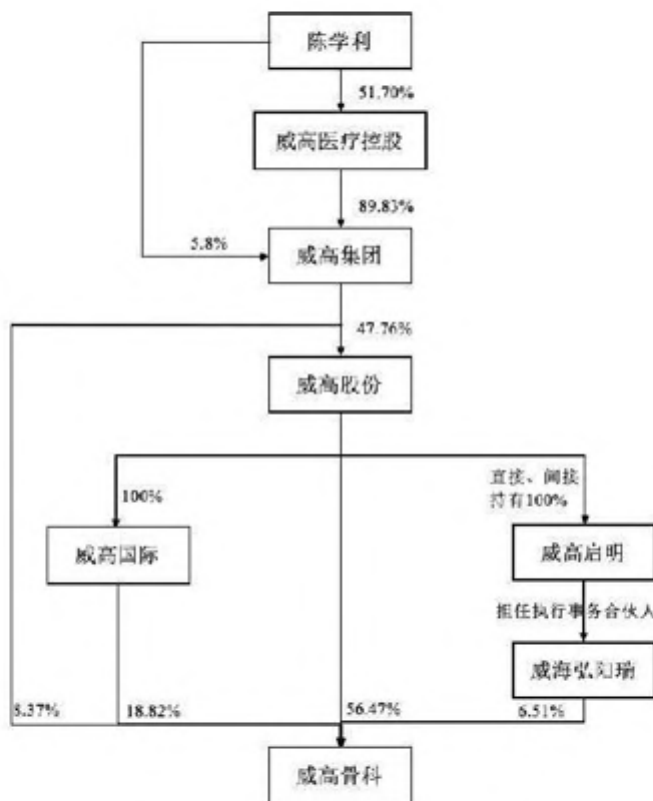 陈学利
51.70%
威高医疗控股
89.83%
5.8%
威高集团
47.76%
威高股份
100%
直接、间接
持有100%
威高国际
威高启明
担任执行事务合伙人
威海弘阳瑞
8.37%
18.82%
56.47%
6.51%
威高骨科